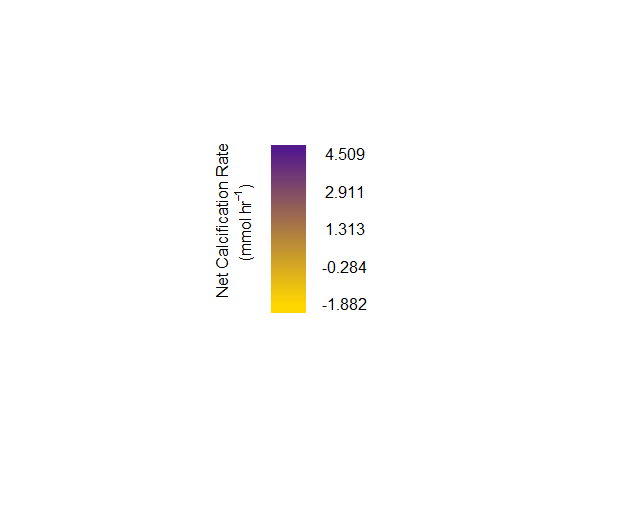 Net Calcification Rate
(mmol hr⁻¹)
4.509
2.911
1.313
-0.284
-1.882